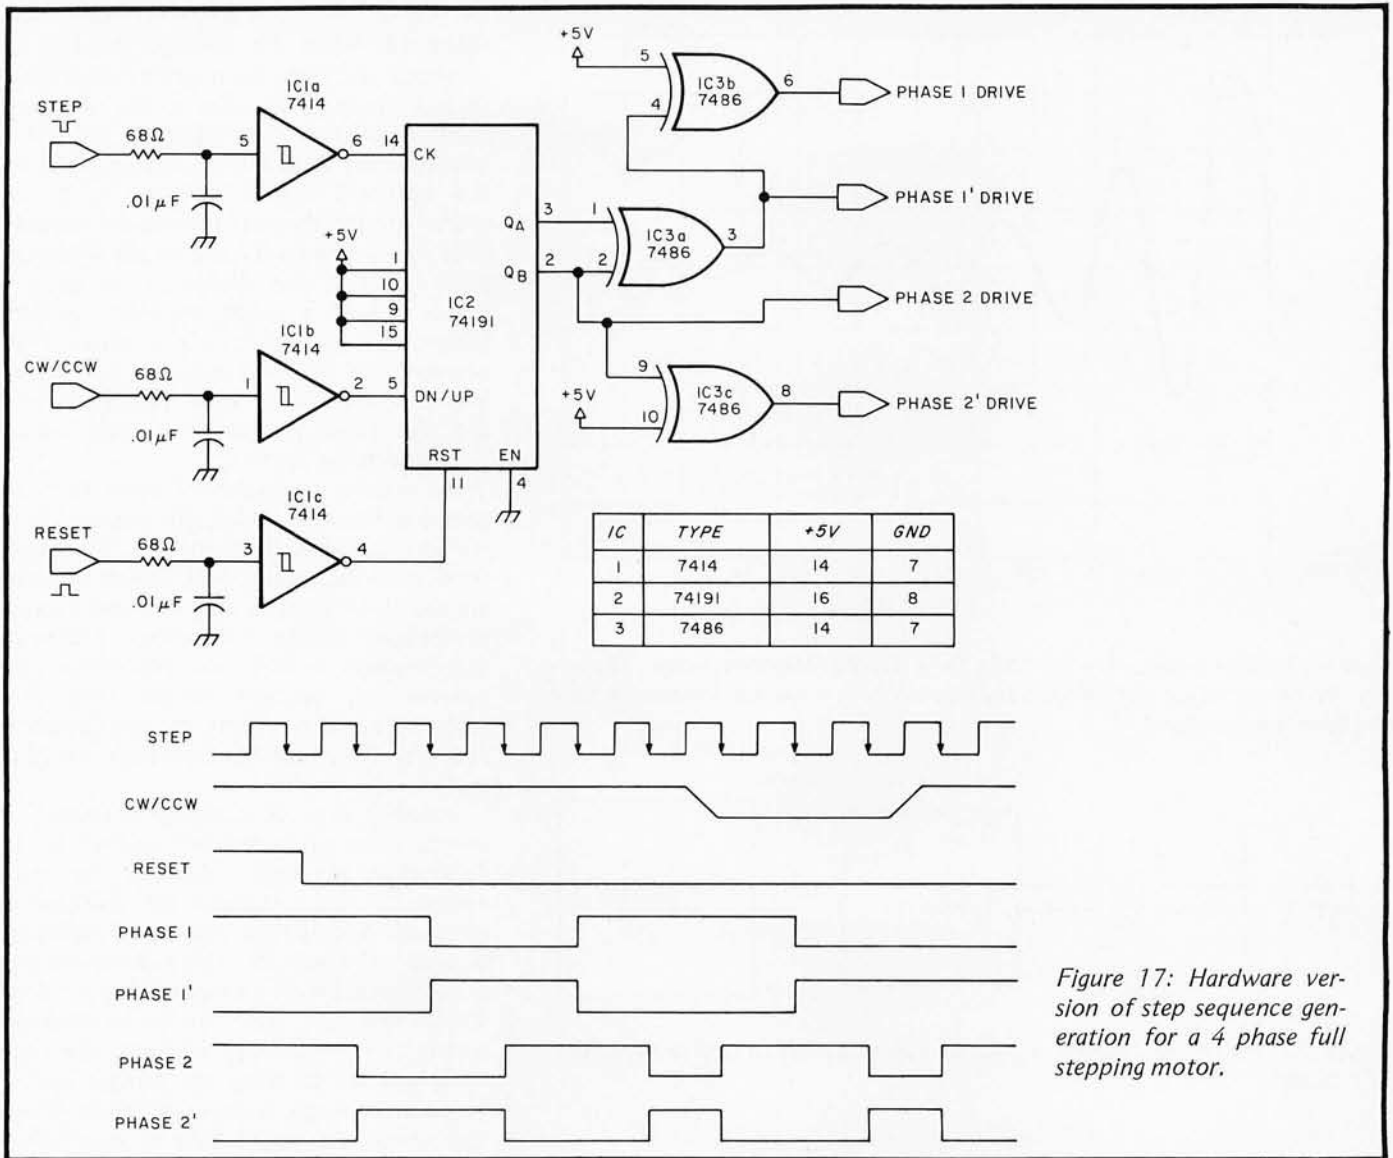 STEP
68Ω
.01µF
5
IC1a
7414
6
14
CK
+5V
1
10
9
15
IC2
74191
CW/CCW
68Ω
.01µF
1
IC1b
7414
2
5
DN/UP
RST
EN
11
4
RESET
68Ω
.01µF
3
IC1c
7414
4
QA
3
QB
2
1
2
IC3a
7486
3
+5V
5
4
IC3b
7486
6
PHASE 1 DRIVE
PHASE 1' DRIVE
PHASE 2 DRIVE
9
+5V
10
IC3c
7486
8
PHASE 2' DRIVE
IC TYPE +5V GND
1 7414 14 7
2 74191 16 8
3 7486 14 7
STEP
CW/CCW
RESET
PHASE 1
PHASE 1'
PHASE 2
PHASE 2'
Figure 17: Hardware ver-
sion of step sequence gen-
eration for a 4 phase full
stepping motor.